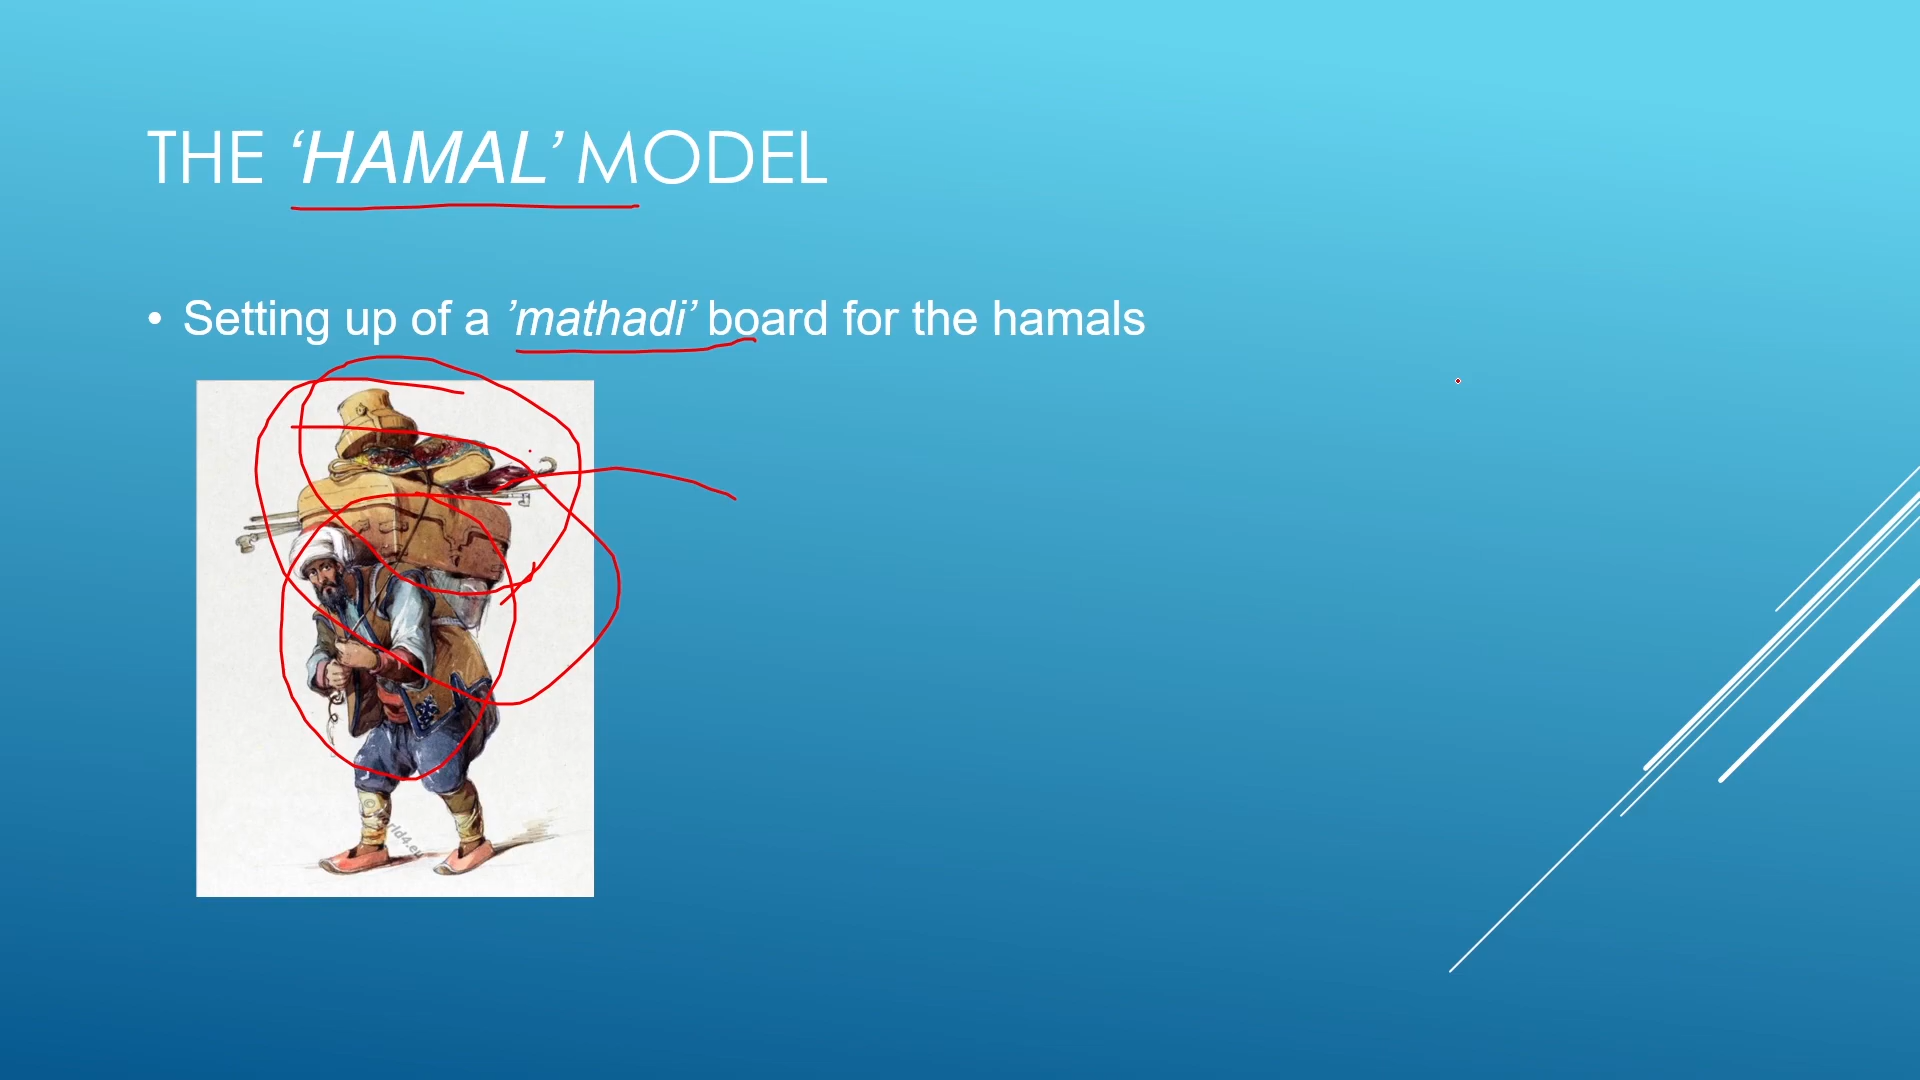 THE ‘HAMAL’ MODEL
• Setting up of a ’mathadi’ board for the hamals